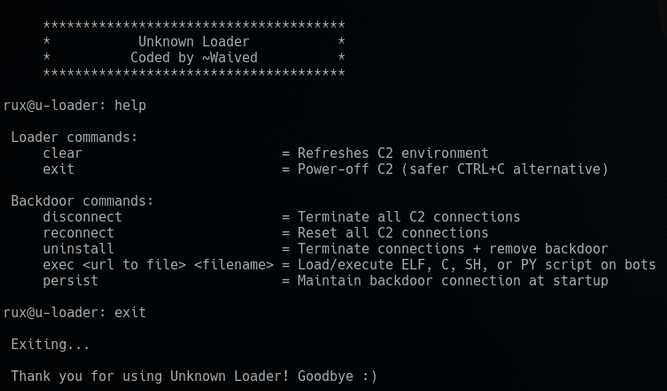 **************************************
*           Unknown Loader           *
*          Coded by ~Waived          *
**************************************
rux@u-loader: help
Loader commands:
clear                         = Refreshes C2 environment
exit                          = Power-off C2 (safer CTRL+C alternative)
Backdoor commands:
disconnect                    = Terminate all C2 connections
reconnect                     = Reset all C2 connections
uninstall                     = Terminate connections + remove backdoor
exec <url to file> <filename> = Load/execute ELF, C, SH, or PY script on bots
persist                       = Maintain backdoor connection at startup
rux@u-loader: exit
Exiting...
Thank you for using Unknown Loader! Goodbye :)